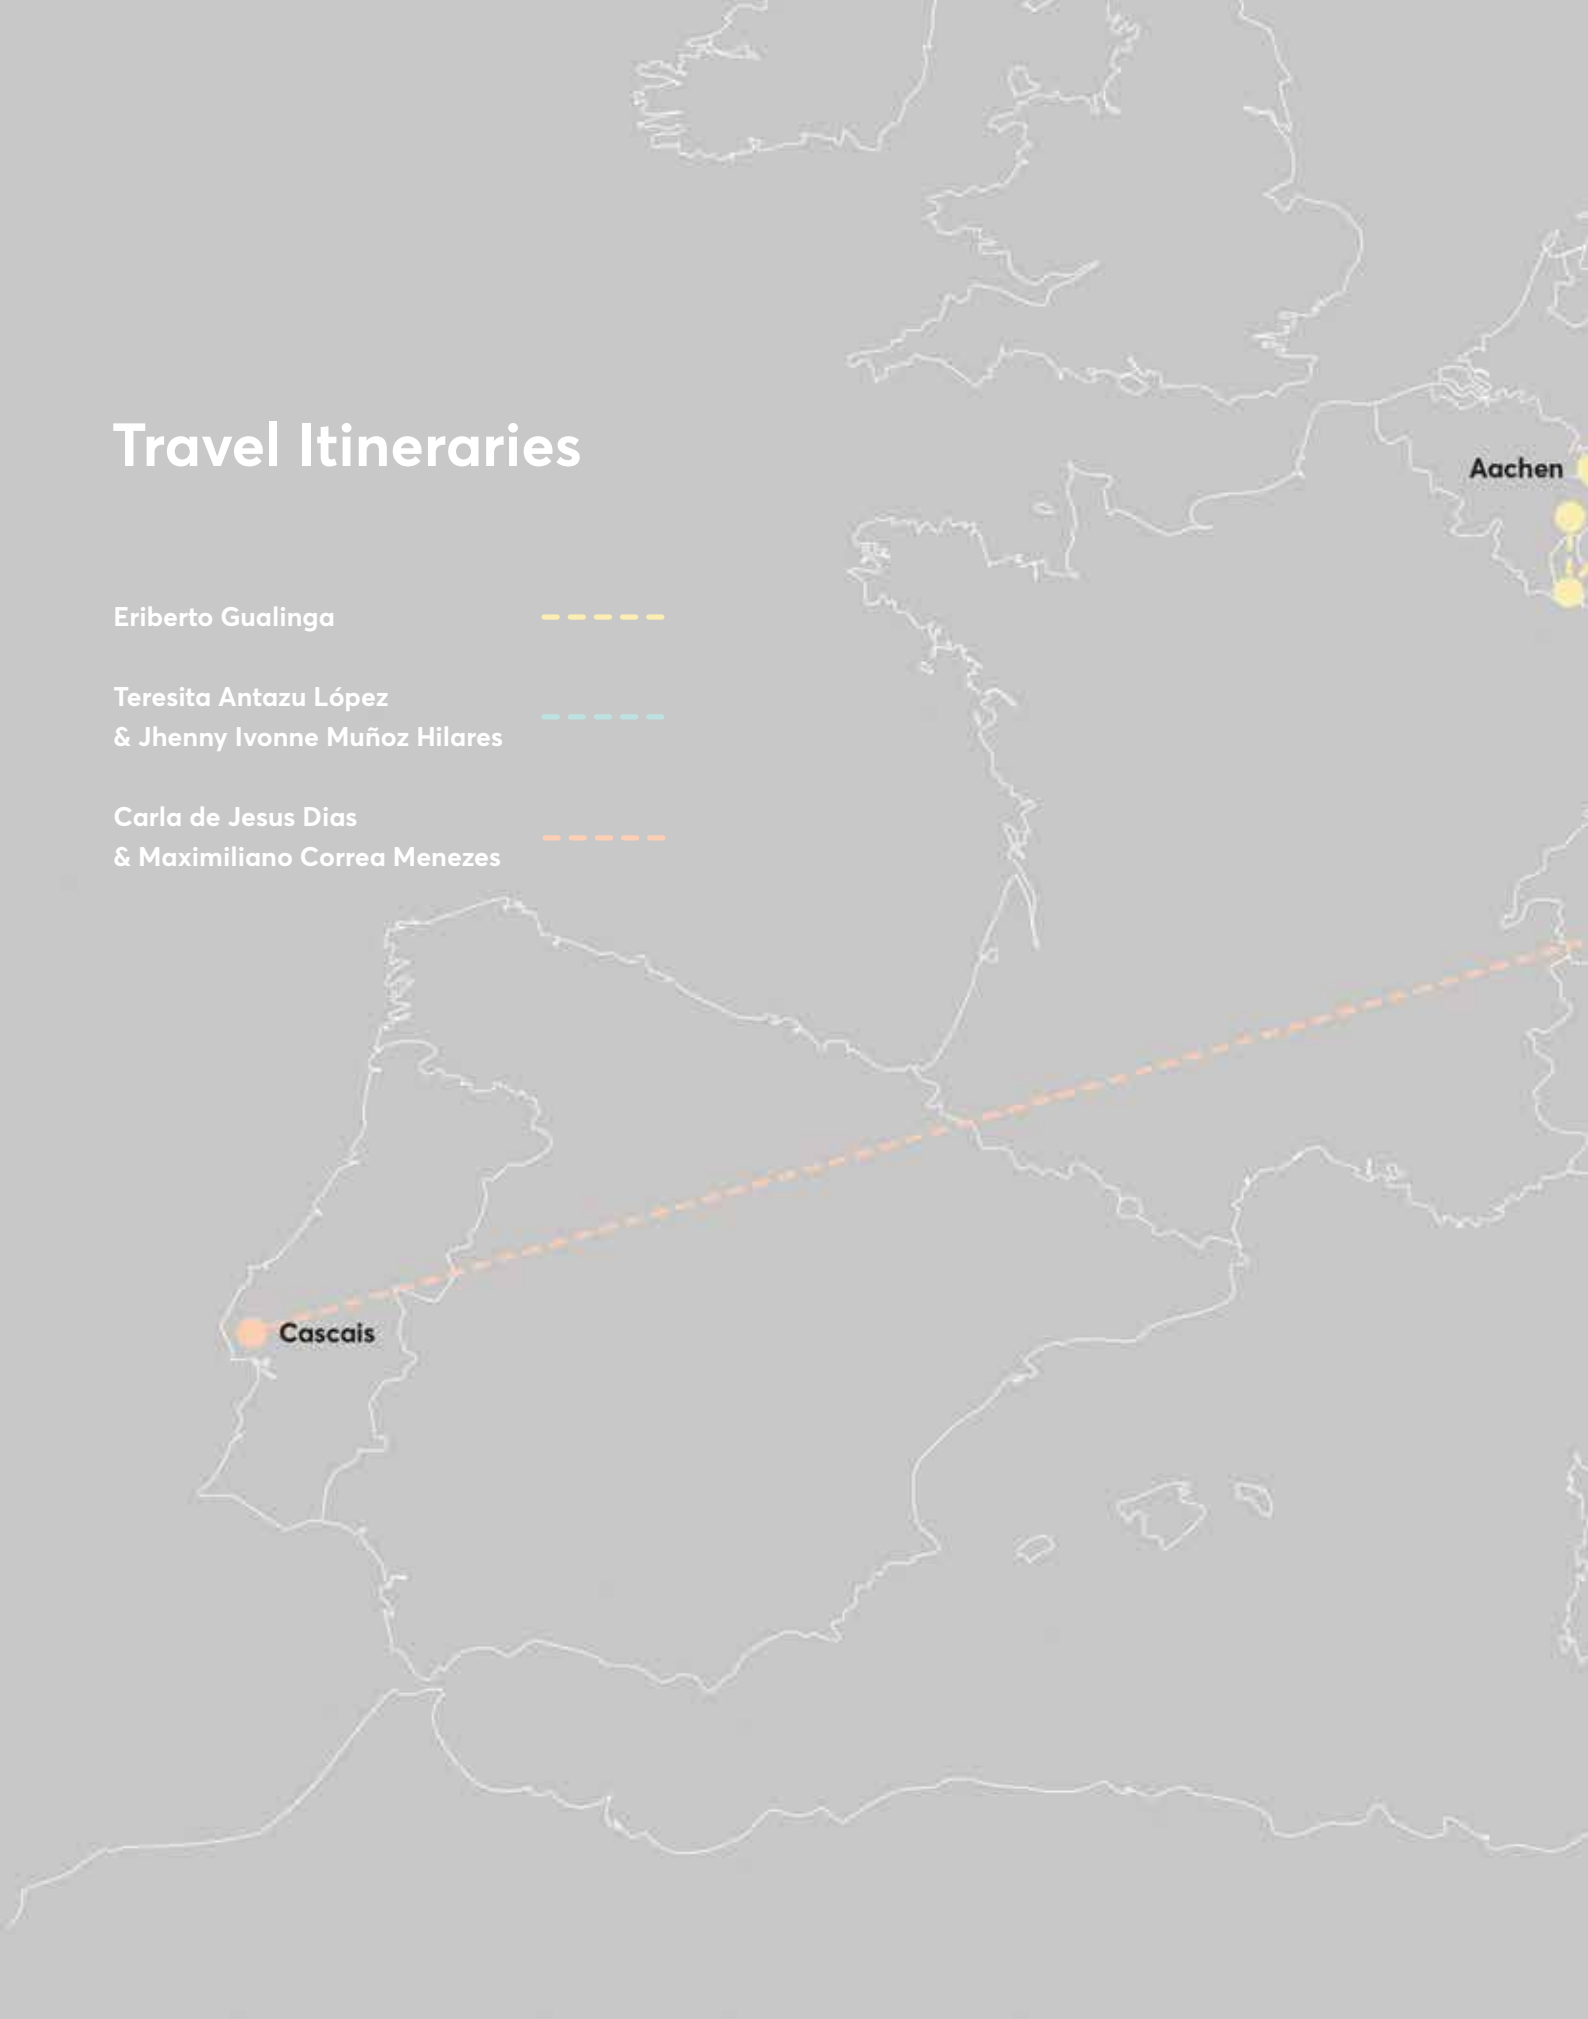 Travel Itineraries
Aachen
Eriberto Gualinga
Teresita Antazu López
& Jhenny Ivonne Muñoz Hilares
Carla de Jesus Dias
& Maximiliano Correa Menezes
Cascais